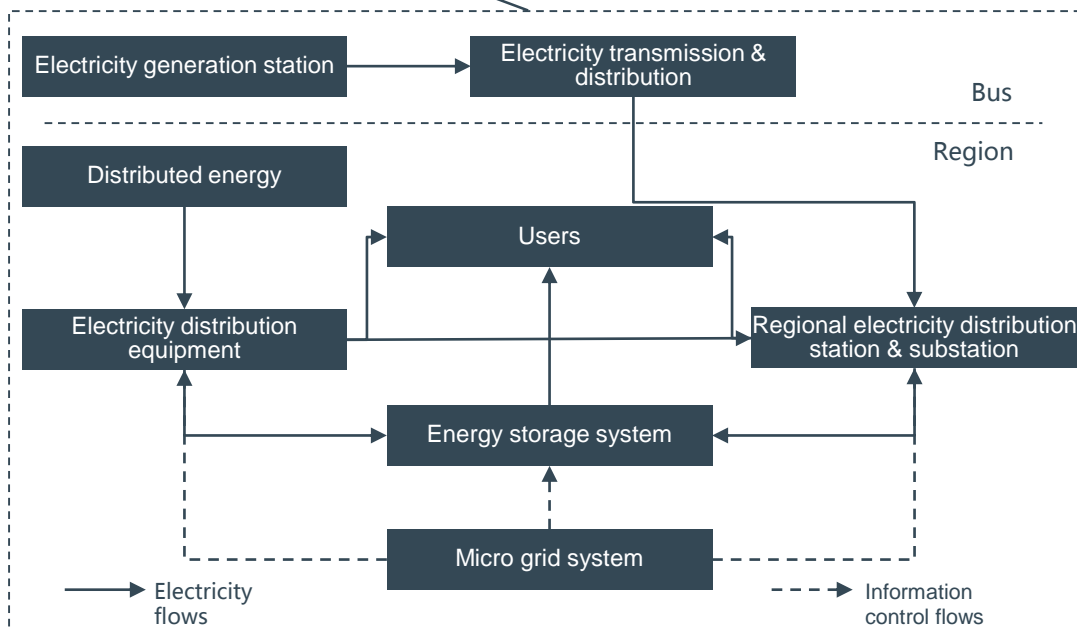 Electricity generation station
Electricity transmission &
distribution
Bus
Region
Distributed energy
Users
Electricity distribution
equipment
Regional electricity distribution
station & substation
Energy storage system
Micro grid system
Electricity
flows
Information
control flows